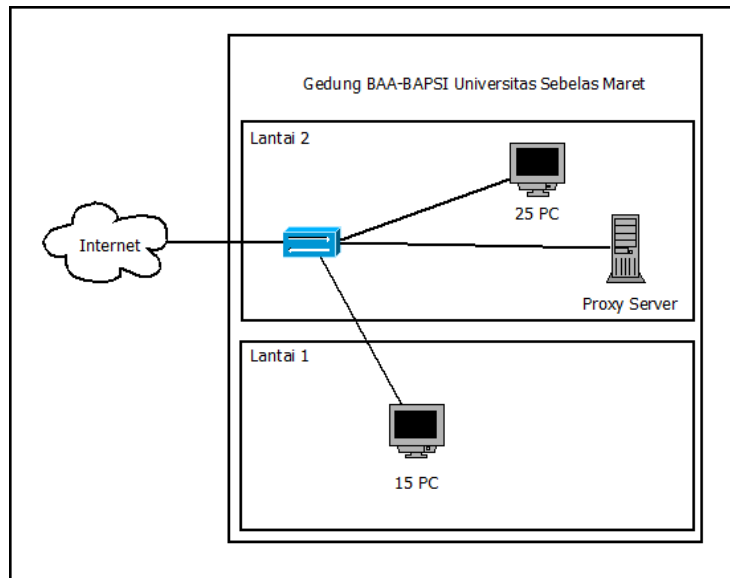 Gedung BAA-BAPSI Universitas Sebelas Maret
Lantai 2
25 PC
Internet
Proxy Server
Lantai 1
15 PC